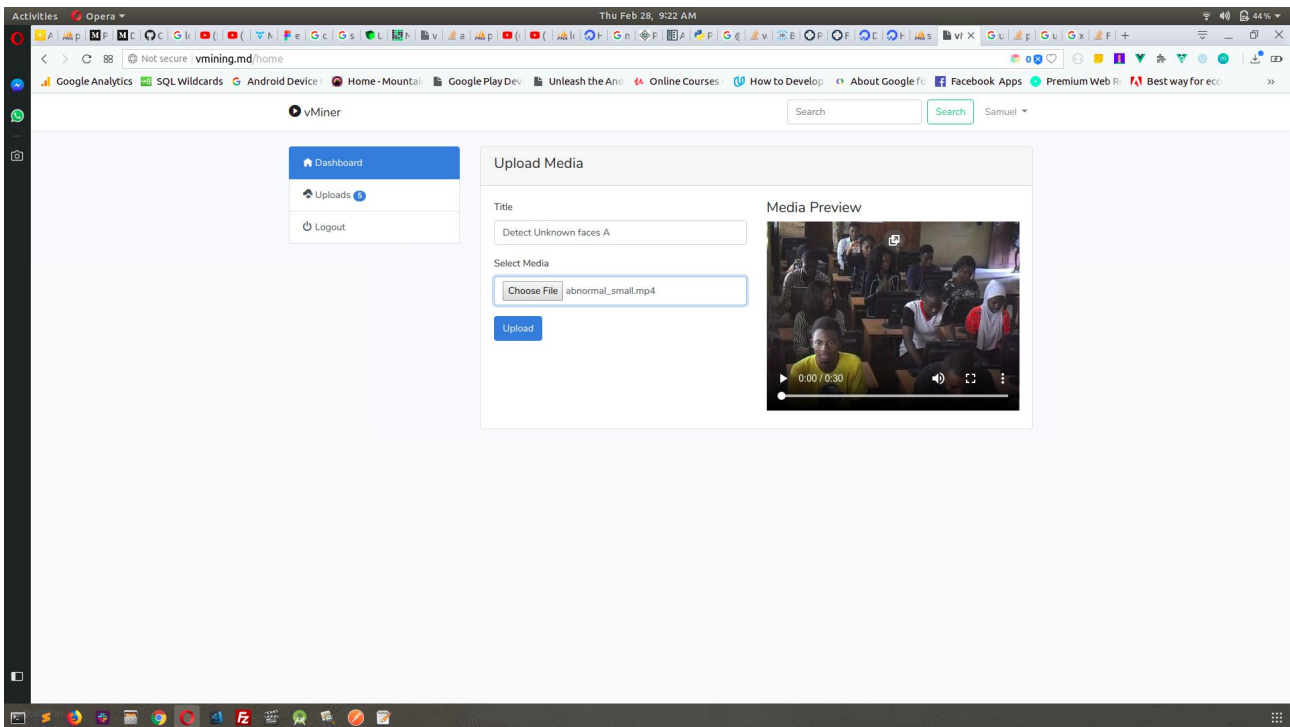 Activities Opera Thu Feb 28, 9:22 AM 44 %
Not secure vmining.md/home
Google Analytics SQL Wildcards Android Device Home - Mountai Google Play Dev Unleash the Ano Online Courses - How to Develop About Google fo Facebook Apps Premium Web R Best way for eco
vMiner Search Search Samuel
Dashboard
Uploads 5
Logout
Upload Media
Title
Detect Unknown faces A
Select Media
Choose File abnormal_small.mp4
Upload
Media Preview
0:00 / 0:30